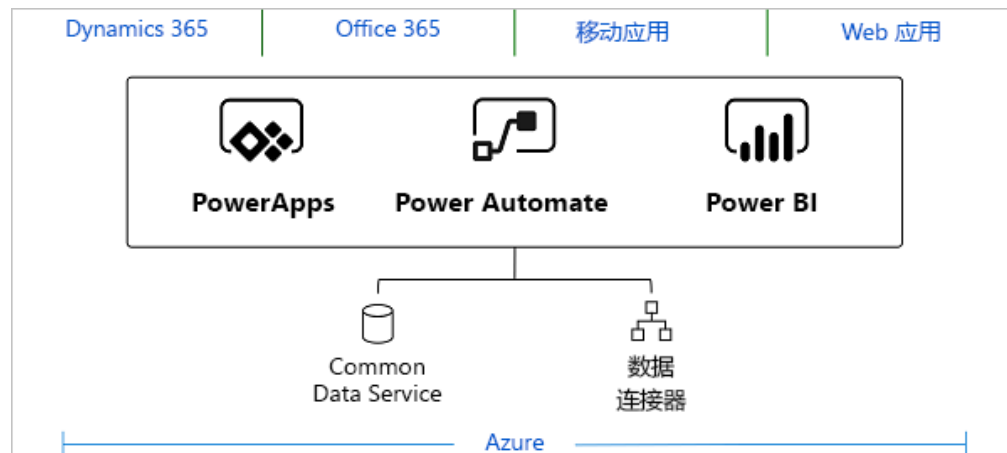 Dynamics 365
Office 365
移动应用
Web 应用
PowerApps
Power Automate
Power BI
Common
Data Service
数据
连接器
Azure